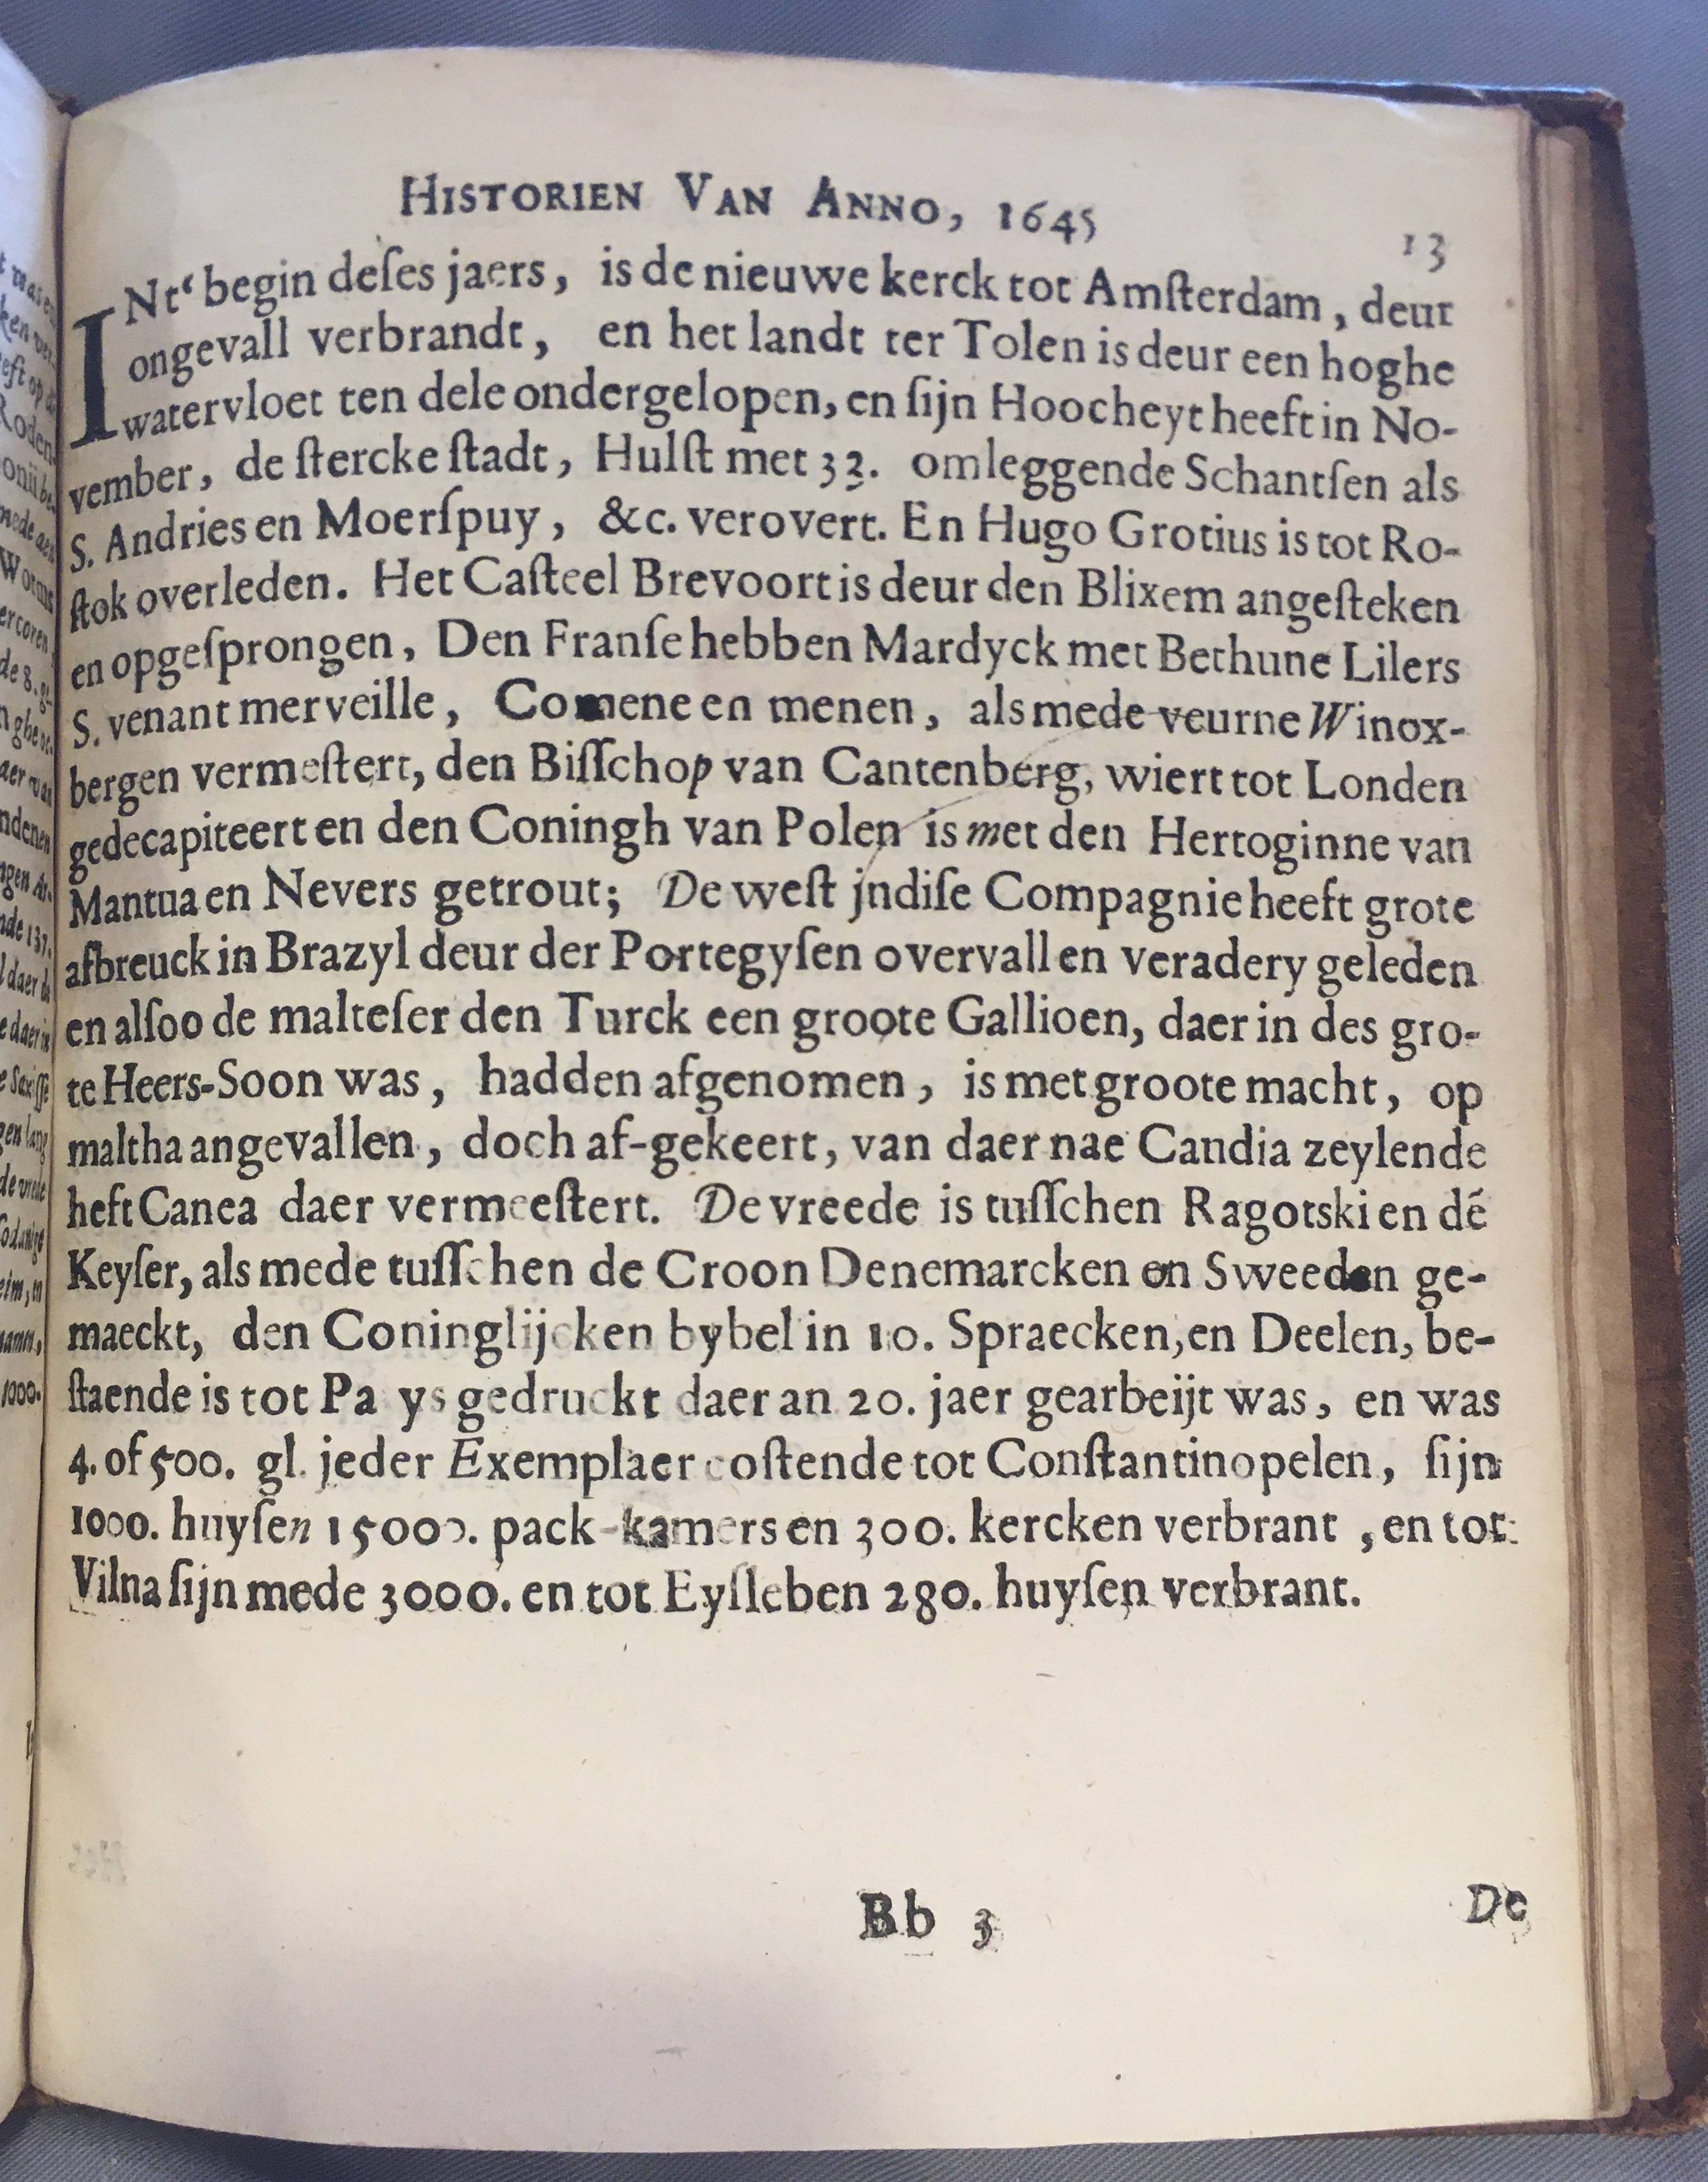 HISTORIEN VAN ANNO, 1645
13
INt‘ begin deſes jaers, is de nieuwe kerck tot Amſterdam, deur
ongevall verbrandt, en het landt ter Tolen is deur een hoghe
watervloet ten dele ondergelopen, en ſijn Hoocheyt heeft in No-
vember, de ſtercke ſtadt, Hulſt met 32. omleggende Schantſen als
S. Andries en Moerſpuy, &c. verovert. En Hugo Grotius is tot Ro-
ſtok overleden. Het Caſteel Brevoort is deur den Blixem angeſteken
en opgeſprongen, Den Franſe hebben Mardyck met Bethune Lilers
S. venant merveille, Comene en menen, als mede veurne Winox-
bergen vermeſtert, den Biſſchop van Cantenberg, wiert tot Londen
gedecapiteert en den Coningh van Polen is met den Hertoginne van
Mantua en Nevers getrout; De weſt jndiſe Compagnie heeft grote
afbreuck in Brazyl deur der Portegyſen overvall en veradery geleden
en alſoo de malteſer den Turck een groote Gallioen, daer in des gro-
te Heers-Soon was, hadden afgenomen, is met groote macht, op
maltha angevallen, doch af-gekeert, van daer nae Candia zeylende
heft Canea daer vermeeſtert. De vreede is tuſſchen Ragotski en dé
Keyſer, als mede tuſſchen de Croon Denemarcken en Sweeden ge-
maeckt, den Coninglijcken bybel in 10. Spraecken, en Deelen, be-
ſtaende is tot Pa ys gedruckt daer an 20. jaer gearbeijt was, en was
4. of 500. gl. jeder Exemplaer coſtende tot Conſtantinopelen, ſijn
1000. huyſen 15000. pack-kamers en 300. kercken verbrant, en tot
Vilna ſijn mede 3000. en tot Eyſleben 280. huyſen verbrant.
Bb 3
De